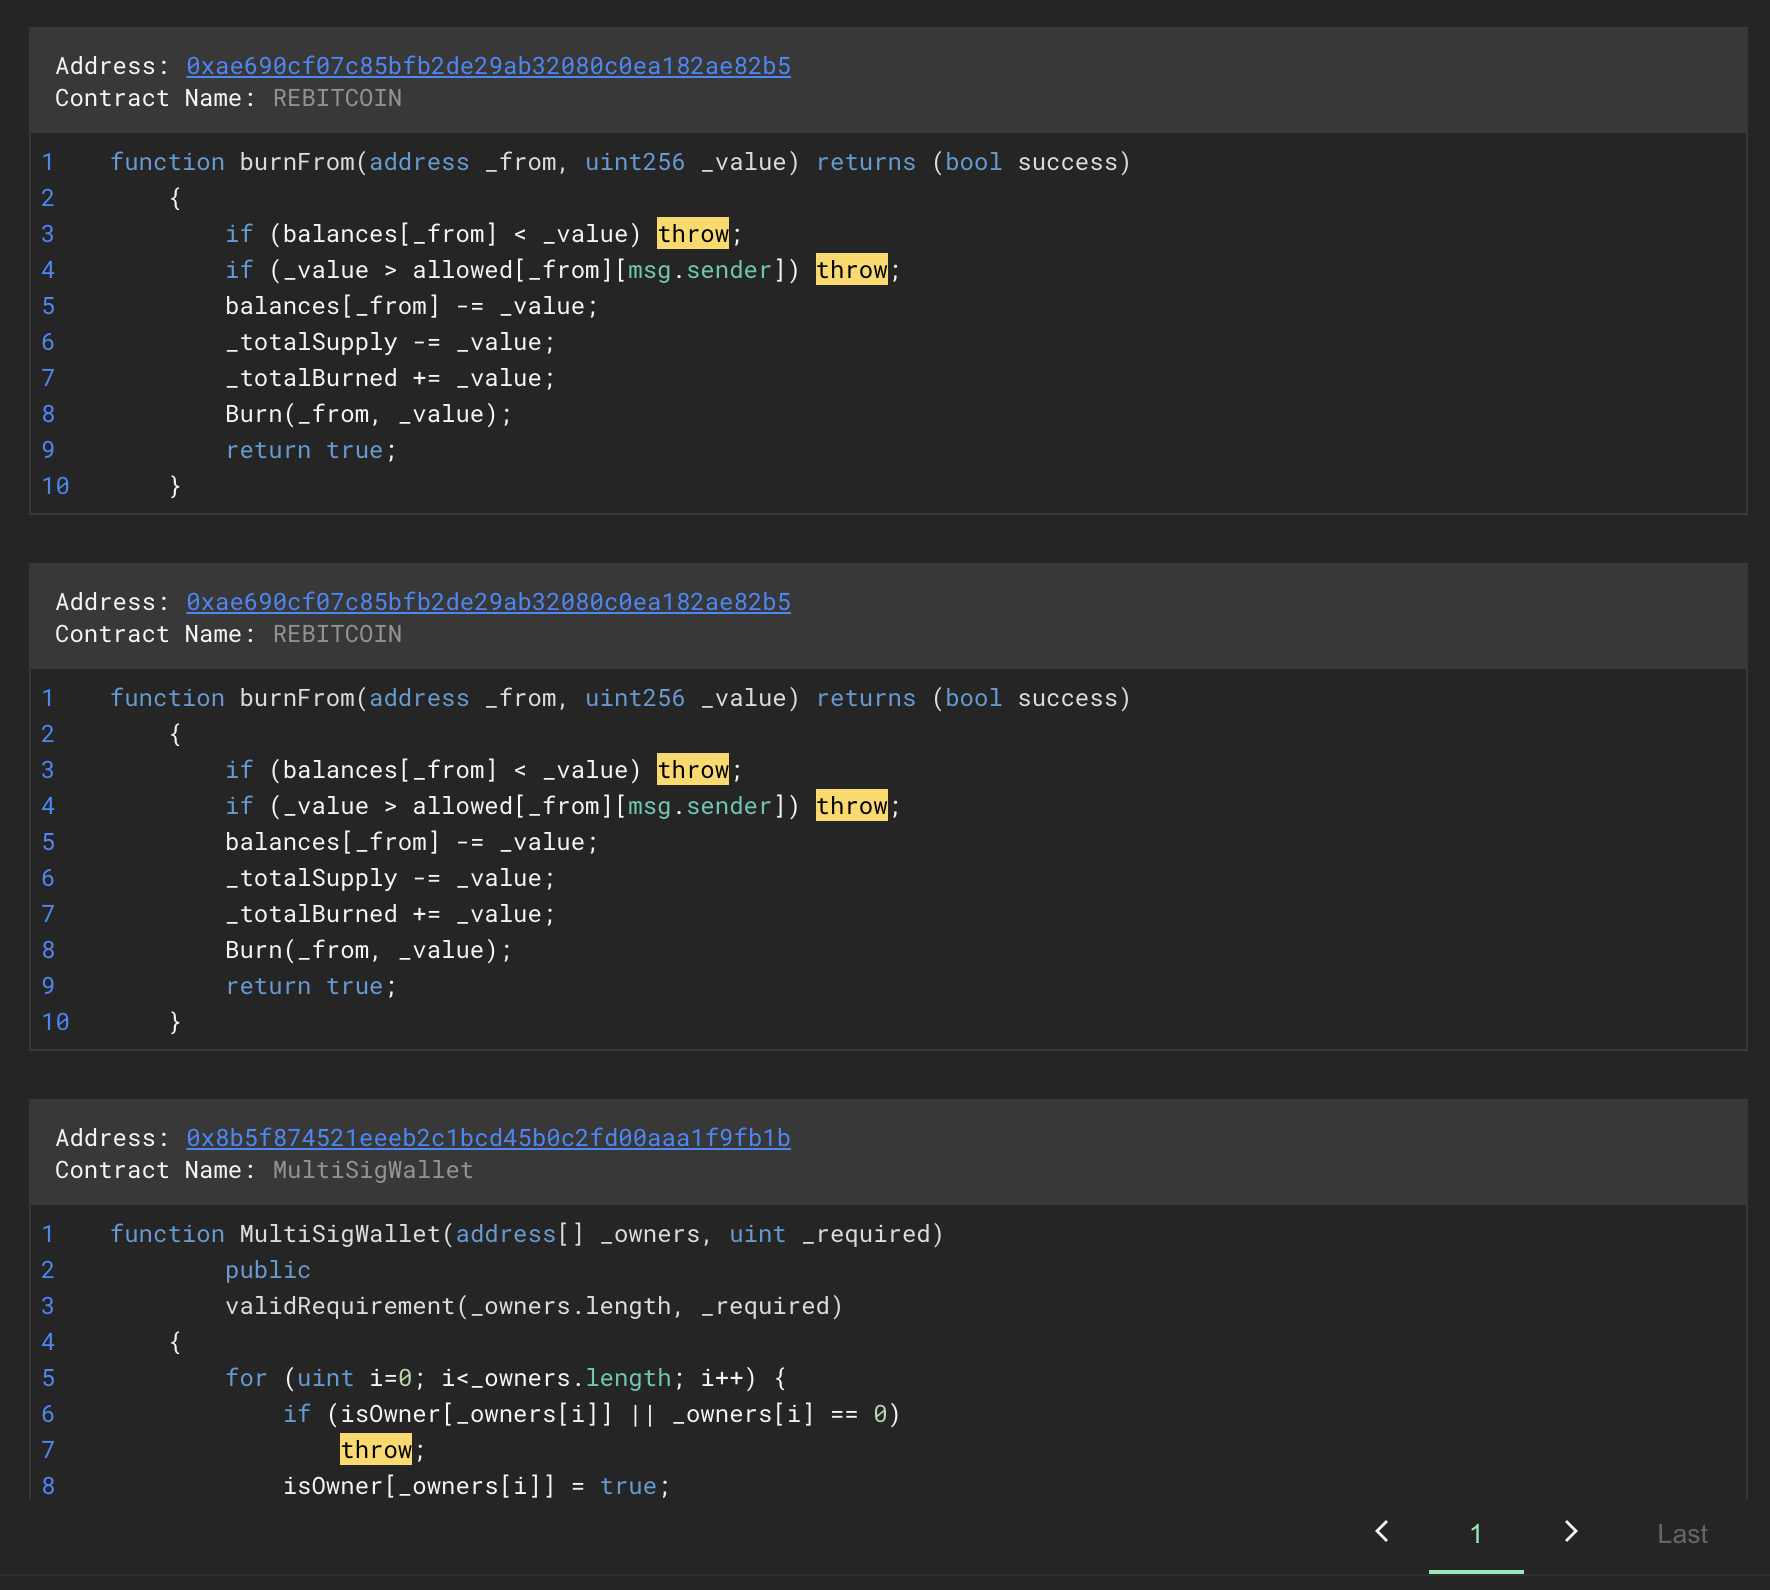 Address: 0xae690cf07c85bfb2de29ab32080c0ea182ae82b5
Contract Name: REBITCOIN
1 function burnFrom(address _from, uint256 _value) returns (bool success)
2 {
3 if (balances[_from] < _value) throw;
4 if (_value > allowed[_from][msg.sender]) throw;
5 balances[_from] -= _value;
6 _totalSupply -= _value;
7 _totalBurned += _value;
8 Burn(_from, _value);
9 return true;
10 }
Address: 0xae690cf07c85bfb2de29ab32080c0ea182ae82b5
Contract Name: REBITCOIN
1 function burnFrom(address _from, uint256 _value) returns (bool success)
2 {
3 if (balances[_from] < _value) throw;
4 if (_value > allowed[_from][msg.sender]) throw;
5 balances[_from] -= _value;
6 _totalSupply -= _value;
7 _totalBurned += _value;
8 Burn(_from, _value);
9 return true;
10 }
Address: 0x8b5f874521eeeb2c1bcd45b0c2fd00aaa1f9fb1b
Contract Name: MultiSigWallet
1 function MultiSigWallet(address[] _owners, uint _required)
2 public
3 validRequirement(_owners.length, _required)
4 {
5 for (uint i=0; i<_owners.length; i++) {
6 if (isOwner[_owners[i]] || _owners[i] == 0)
7 throw;
8 isOwner[_owners[i]] = true;
1 Last